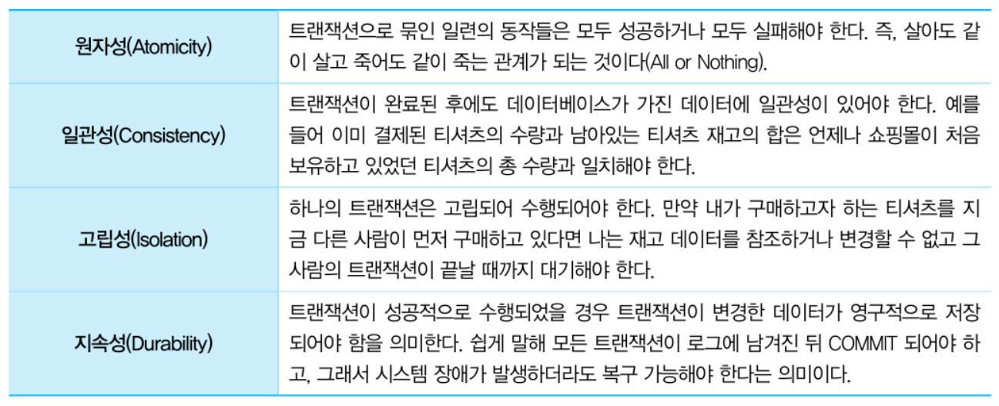 원자성(Atomicity)
트랜잭션으로 묶인 일련의 동작들은 모두 성공하거나 모두 실패해야 한다. 즉, 살아도 같
이 살고 죽어도 같이 죽는 관계가 되는 것이다(All or Nothing).
일관성(Consistency)
트랜잭션이 완료된 후에도 데이터베이스가 가진 데이터에 일관성이 있어야 한다. 예를
들어 이미 결제된 티셔츠의 수량과 남아있는 티셔츠 재고의 합은 언제나 쇼핑몰이 처음
보유하고 있었던 티셔츠의 총 수량과 일치해야 한다.
고립성(Isolation)
하나의 트랜잭션은 고립되어 수행되어야 한다. 만약 내가 구매하고자 하는 티셔츠를 지
금 다른 사람이 먼저 구매하고 있다면 나는 재고 데이터를 참조하거나 변경할 수 없고 그
사람의 트랜잭션이 끝날 때까지 대기해야 한다.
지속성(Durability)
트랜잭션이 성공적으로 수행되었을 경우 트랜잭션이 변경한 데이터가 영구적으로 저장
되어야 함을 의미한다. 쉽게 말해 모든 트랜잭션이 로그에 남겨진 뒤 COMMIT 되어야 하
고, 그래서 시스템 장애가 발생하더라도 복구 가능해야 한다는 의미이다.